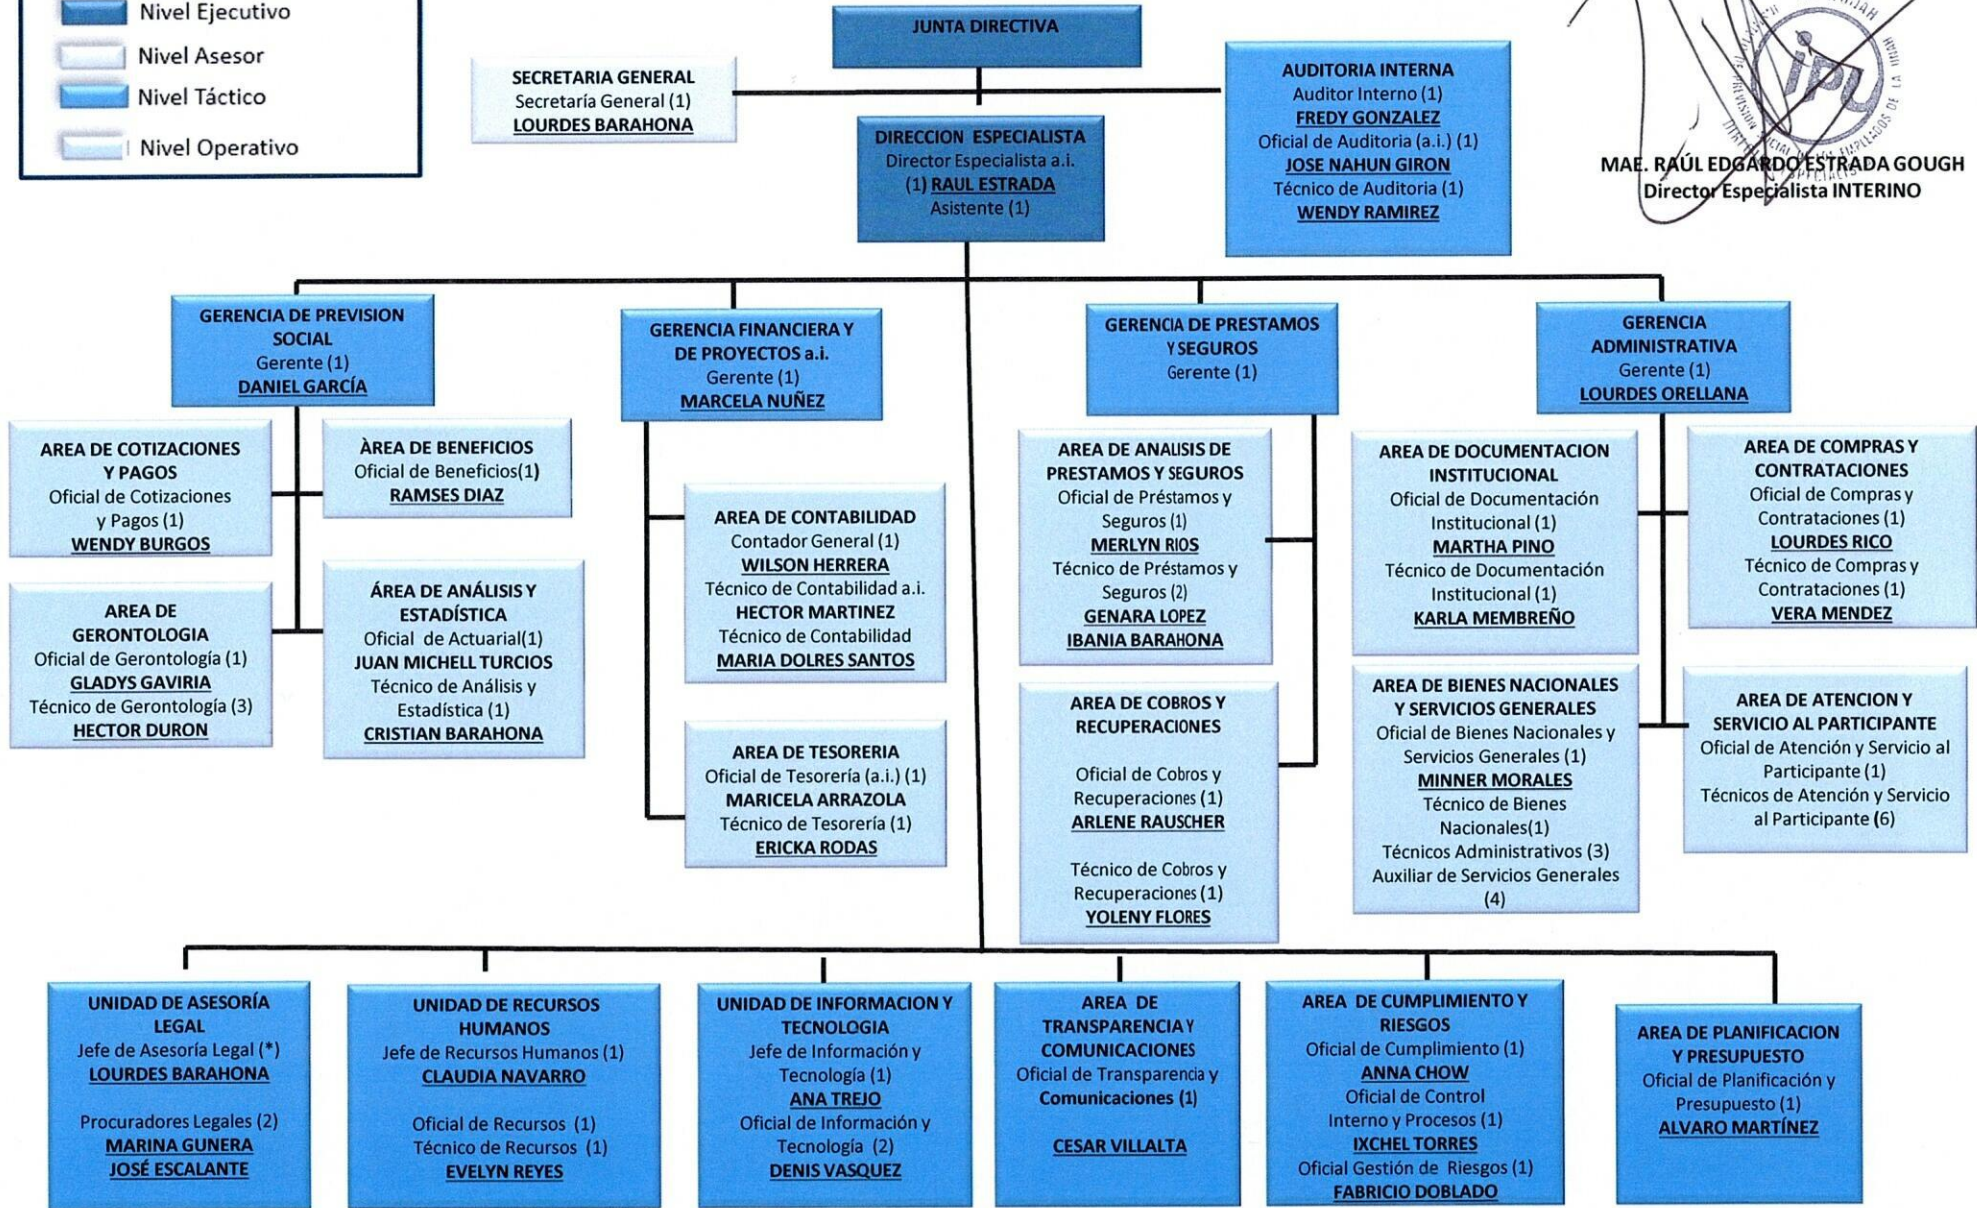 Nivel Ejecutivo
Nivel Asesor
Nivel Táctico
Nivel Operativo
JUNTA DIRECTIVA
SECRETARIA GENERAL
Secretaría General (1)
LOURDES BARAHONA
AUDITORIA INTERNA
Auditor Interno (1)
FREDY GONZALEZ
Oficial de Auditoria (a.i.) (1)
JOSE NAHUN GIRON
Técnico de Auditoria (1)
WENDY RAMIREZ
DIRECCION ESPECIALISTA
Director Especialista a.i.
(1) RAUL ESTRADA
Asistente (1)
IPU
MAE. RAÚL EDGARDO ESTRADA GOUGH
Director Especialista INTERINO
GERENCIA DE PREVISION
SOCIAL
Gerente (1)
DANIEL GARCÍA
GERENCIA FINANCIERA Y
DE PROYECTOS a.i.
Gerente (1)
MARCELA NUÑEZ
GERENCIA DE PRESTAMOS
Y SEGUROS
Gerente (1)
GERENCIA
ADMINISTRATIVA
Gerente (1)
LOURDES ORELLANA
AREA DE COTIZACIONES
Y PAGOS
Oficial de Cotizaciones
y Pagos (1)
WENDY BURGOS
ÀREA DE BENEFICIOS
Oficial de Beneficios(1)
RAMSES DIAZ
AREA DE
GERONTOLOGIA
Oficial de Gerontología (1)
GLADYS GAVIRIA
Técnico de Gerontología (3)
HECTOR DURON
ÁREA DE ANÁLISIS Y
ESTADÍSTICA
Oficial de Actuarial(1)
JUAN MICHELL TURCIOS
Técnico de Análisis y
Estadística (1)
CRISTIAN BARAHONA
AREA DE CONTABILIDAD
Contador General (1)
WILSON HERRERA
Técnico de Contabilidad a.i.
HECTOR MARTINEZ
Técnico de Contabilidad
MARIA DOLRES SANTOS
AREA DE TESORERIA
Oficial de Tesorería (a.i.) (1)
MARICELA ARRAZOLA
Técnico de Tesorería (1)
ERICKA RODAS
AREA DE ANALISIS DE
PRESTAMOS Y SEGUROS
Oficial de Préstamos y
Seguros (1)
MERLYN RIOS
Técnico de Préstamos y
Seguros (2)
GENARA LOPEZ
IBANIA BARAHONA
AREA DE COBROS Y
RECUPERACIONES
Oficial de Cobros y
Recuperaciones (1)
ARLENE RAUSCHER
Técnico de Cobros y
Recuperaciones (1)
YOLENY FLORES
AREA DE DOCUMENTACION
INSTITUCIONAL
Oficial de Documentación
Institucional (1)
MARTHA PINO
Técnico de Documentación
Institucional (1)
KARLA MEMBREÑO
AREA DE COMPRAS Y
CONTRATACIONES
Oficial de Compras y
Contrataciones (1)
LOURDES RICO
Técnico de Compras y
Contrataciones (1)
VERA MENDEZ
AREA DE BIENES NACIONALES
Y SERVICIOS GENERALES
Oficial de Bienes Nacionales y
Servicios Generales (1)
MINNER MORALES
Técnico de Bienes
Nacionales(1)
Técnicos Administrativos (3)
Auxiliar de Servicios Generales
(4)
AREA DE ATENCION Y
SERVICIO AL PARTICIPANTE
Oficial de Atención y Servicio al
Participante (1)
Técnicos de Atención y Servicio
al Participante (6)
UNIDAD DE ASESORÍA
LEGAL
Jefe de Asesoría Legal (*)
LOURDES BARAHONA
Procuradores Legales (2)
MARINA GUNERA
JOSÉ ESCALANTE
UNIDAD DE RECURSOS
HUMANOS
Jefe de Recursos Humanos (1)
CLAUDIA NAVARRO
Oficial de Recursos (1)
Técnico de Recursos (1)
EVELYN REYES
UNIDAD DE INFORMACION Y
TECNOLOGIA
Jefe de Información y
Tecnología (1)
ANA TREJO
Oficial de Información y
Tecnología (2)
DENIS VASQUEZ
AREA DE
TRANSPARENCIA Y
COMUNICACIONES
Oficial de Transparencia y
Comunicaciones (1)
CESAR VILLALTA
AREA DE CUMPLIMIENTO Y
RIESGOS
Oficial de Cumplimiento (1)
ANNA CHOW
Oficial de Control
Interno y Procesos (1)
IXCHEL TORRES
Oficial Gestión de Riesgos (1)
FABRICIO DOBLADO
AREA DE PLANIFICACION
Y PRESUPUESTO
Oficial de Planificación y
Presupuesto (1)
ALVARO MARTÍNEZ